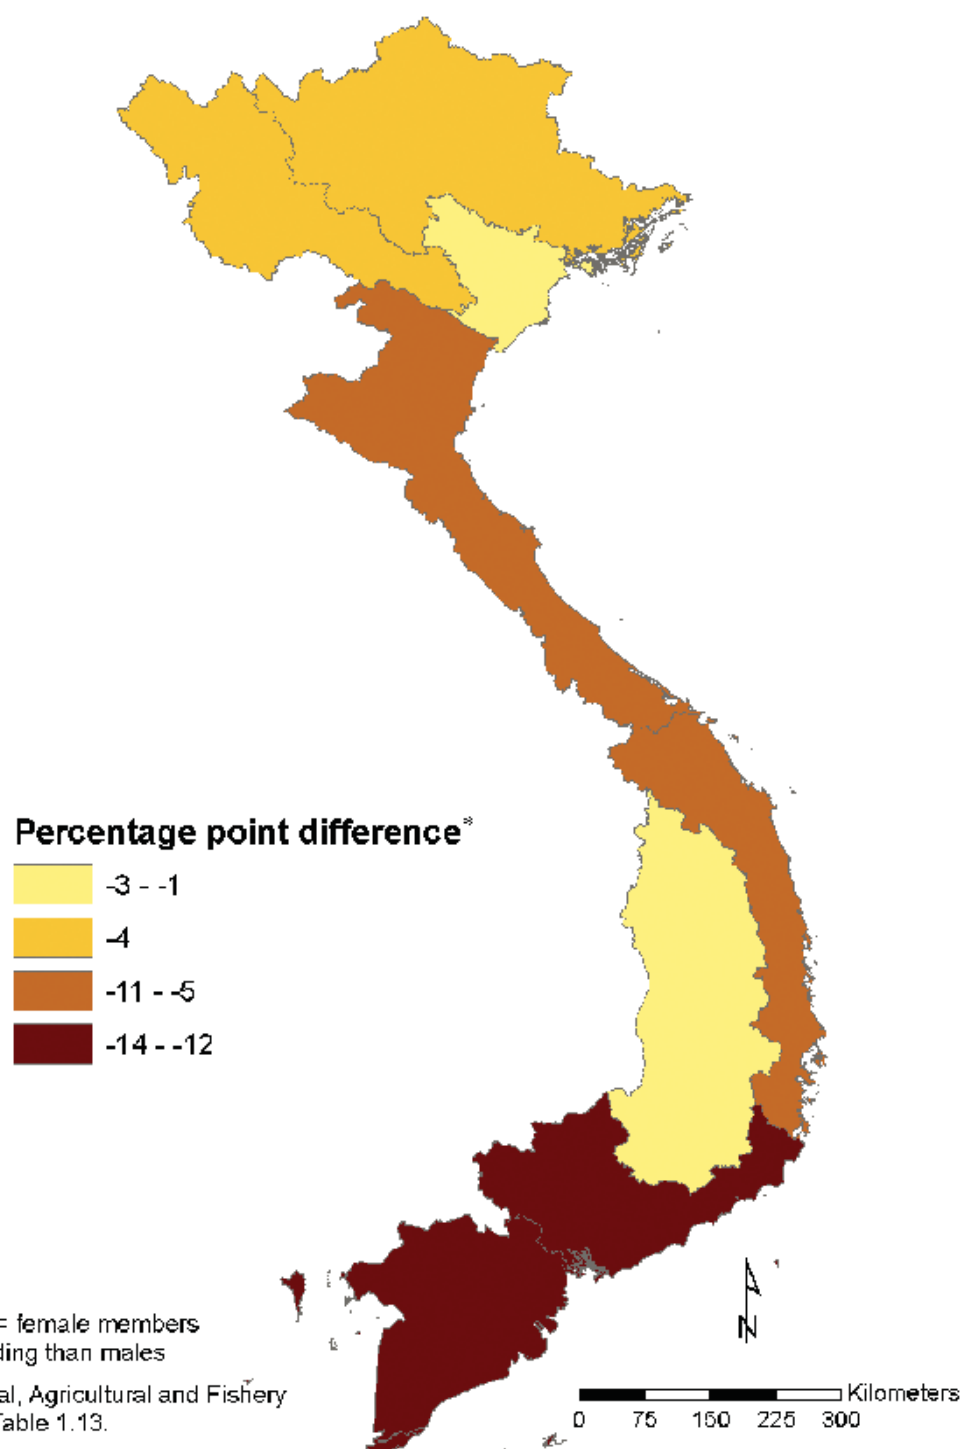 Percentage point difference*
-3 - -1
-4
-11 - -5
-14 - -12
N
= female members
ding than males
al, Agricultural and Fishery
Table 1.13.
Kilometers
0 75 150 225 300